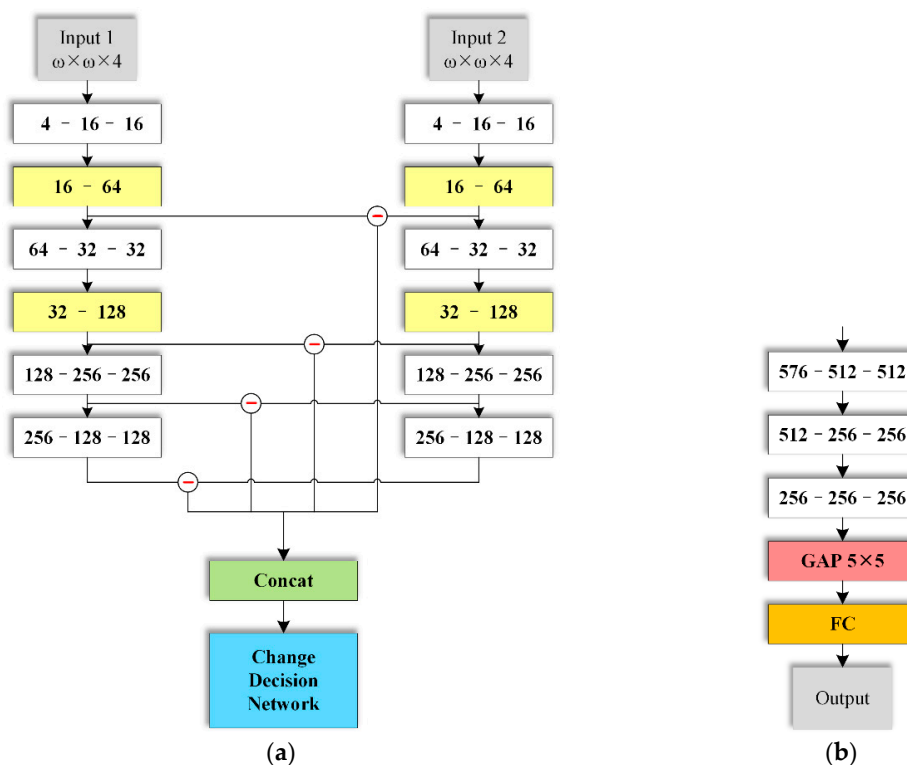 Input 1
ω×ω×4
4 - 16 - 16
16 - 64
64 - 32 - 32
32 - 128
128 - 256 - 256
256 - 128 - 128
Input 2
ω×ω×4
4 - 16 - 16
16 - 64
64 - 32 - 32
32 - 128
128 - 256 - 256
256 - 128 - 128
Concat
Change
Decision
Network
(a)
576 - 512 - 512
512 - 256 - 256
256 - 256 - 256
GAP 5×5
FC
Output
(b)